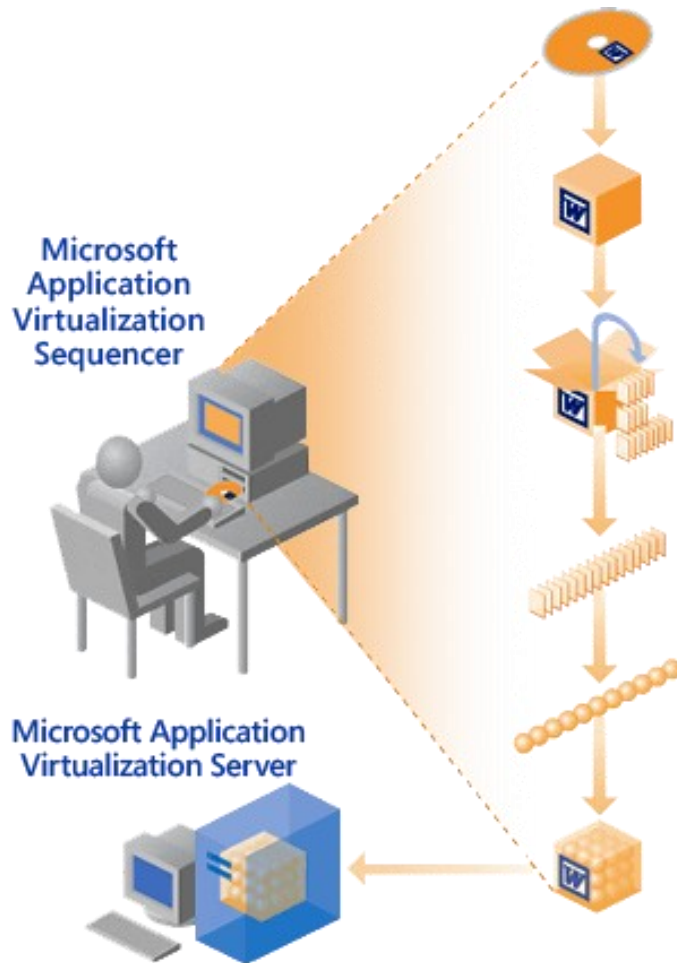 Microsoft
Application
Virtualization
Sequencer
W
W
Microsoft Application
Virtualization Server
W